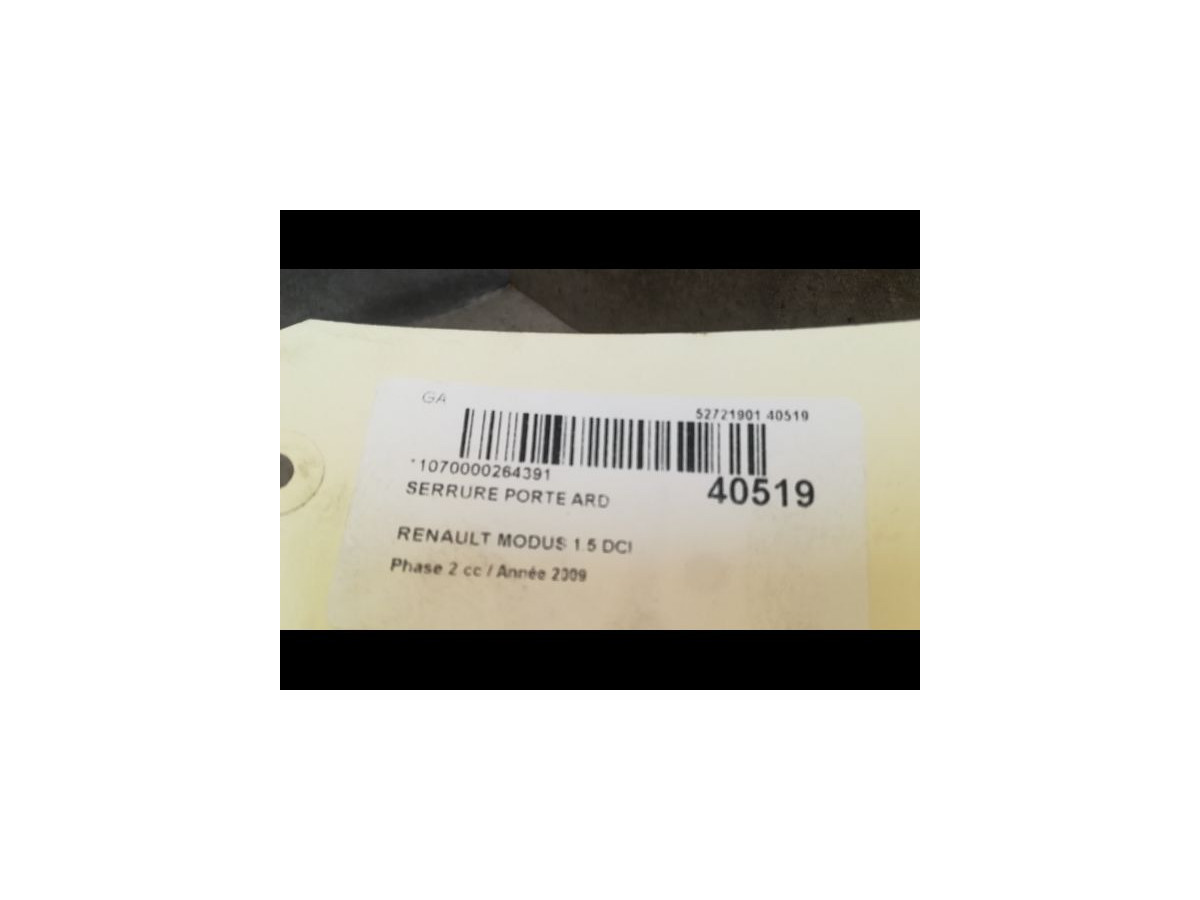 GA
52721901 40519
*1070000264391
40519
SERRURE PORTE ARD
RENAULT MODUS 1.5 DCI
Phase 2 cc / Année 2009